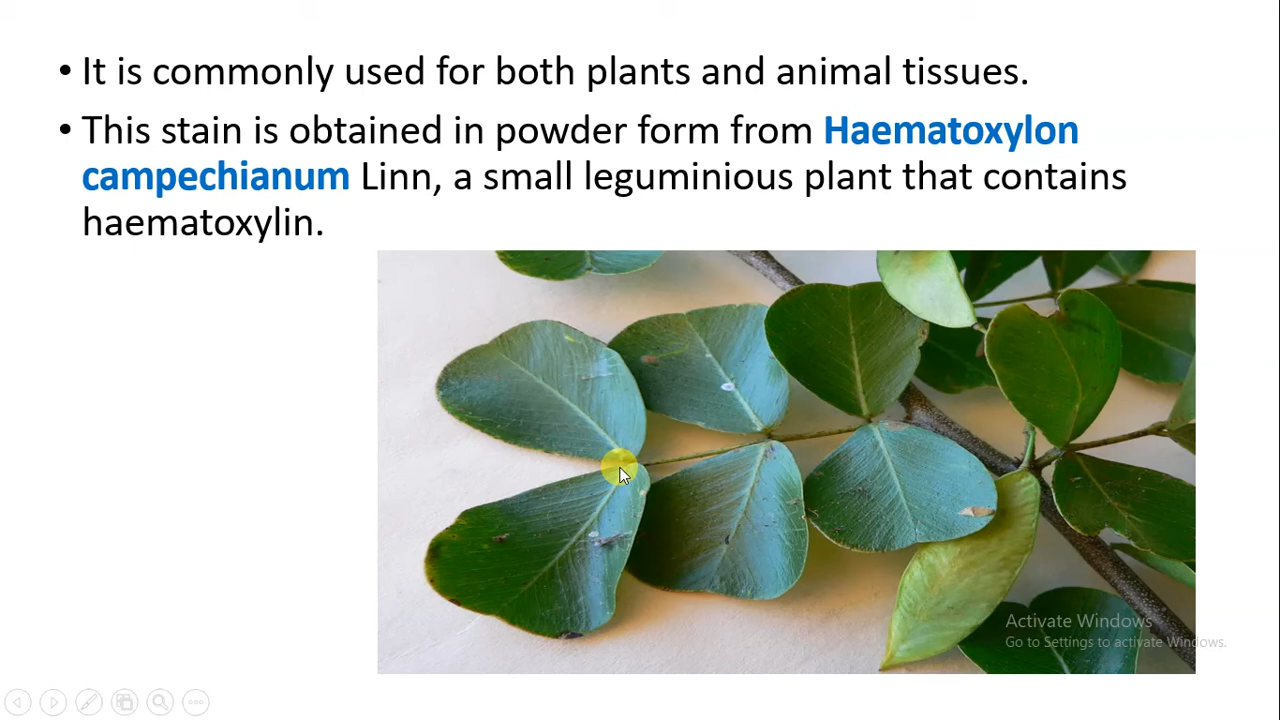 • It is commonly used for both plants and animal tissues.
• This stain is obtained in powder form from Haematoxylon
campechianum Linn, a small leguminious plant that contains
haematoxylin.
Activate Windows
Go to Settings to activate Windows.